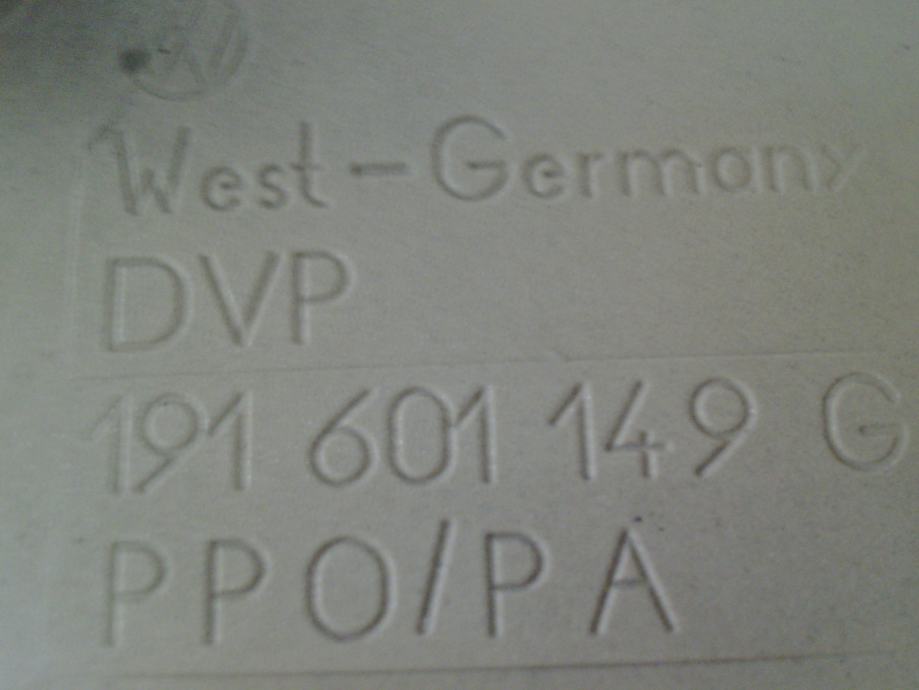 West-Germany
DVP
191 601 149 G
PPO/PA